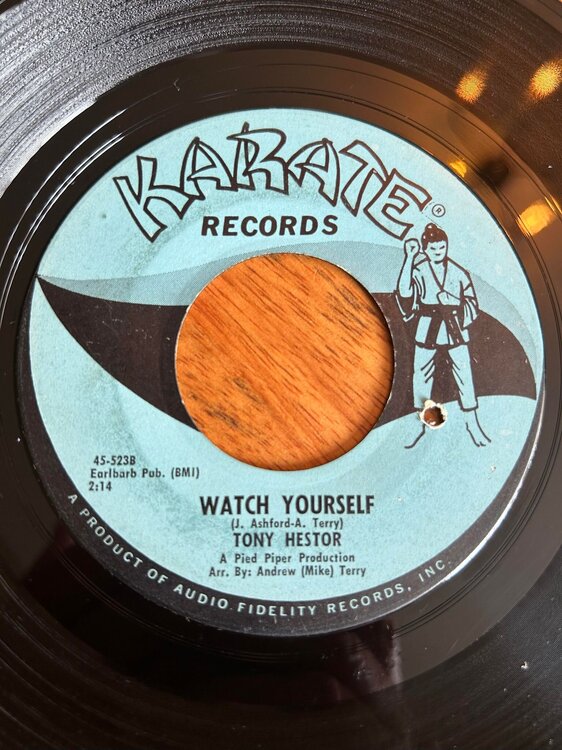 KARATE ®
RECORDS
45-523B
Earlbarb Pub. (BMI)
2:14
WATCH YOURSELF
(J. Ashford-A. Terry)
TONY HESTOR
A Pied Piper Production
Arr. By: Andrew (Mike) Terry
A PRODUCT OF AUDIO FIDELITY RECORDS, INC.